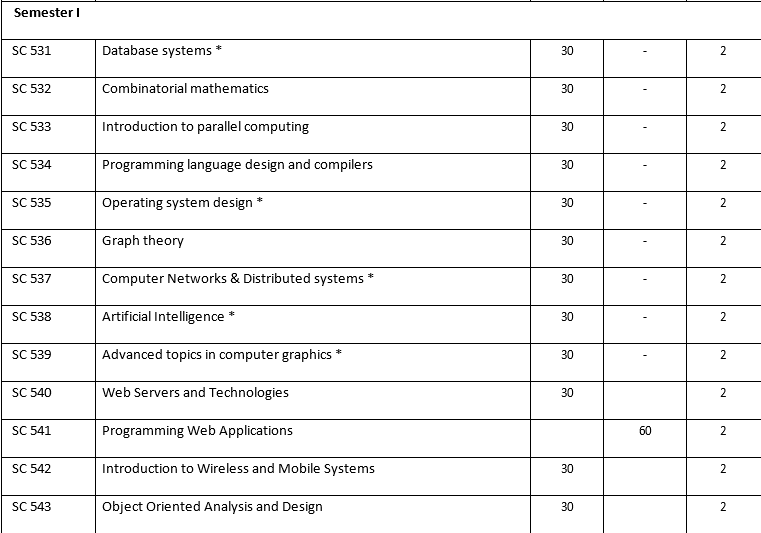 Semester I
SC 531 Database systems * 30 - 2
SC 532 Combinatorial mathematics 30 - 2
SC 533 Introduction to parallel computing 30 - 2
SC 534 Programming language design and compilers 30 - 2
SC 535 Operating system design * 30 - 2
SC 536 Graph theory 30 - 2
SC 537 Computer Networks & Distributed systems * 30 - 2
SC 538 Artificial Intelligence * 30 - 2
SC 539 Advanced topics in computer graphics * 30 - 2
SC 540 Web Servers and Technologies 30 2
SC 541 Programming Web Applications 60 2
SC 542 Introduction to Wireless and Mobile Systems 30 2
SC 543 Object Oriented Analysis and Design 30 2